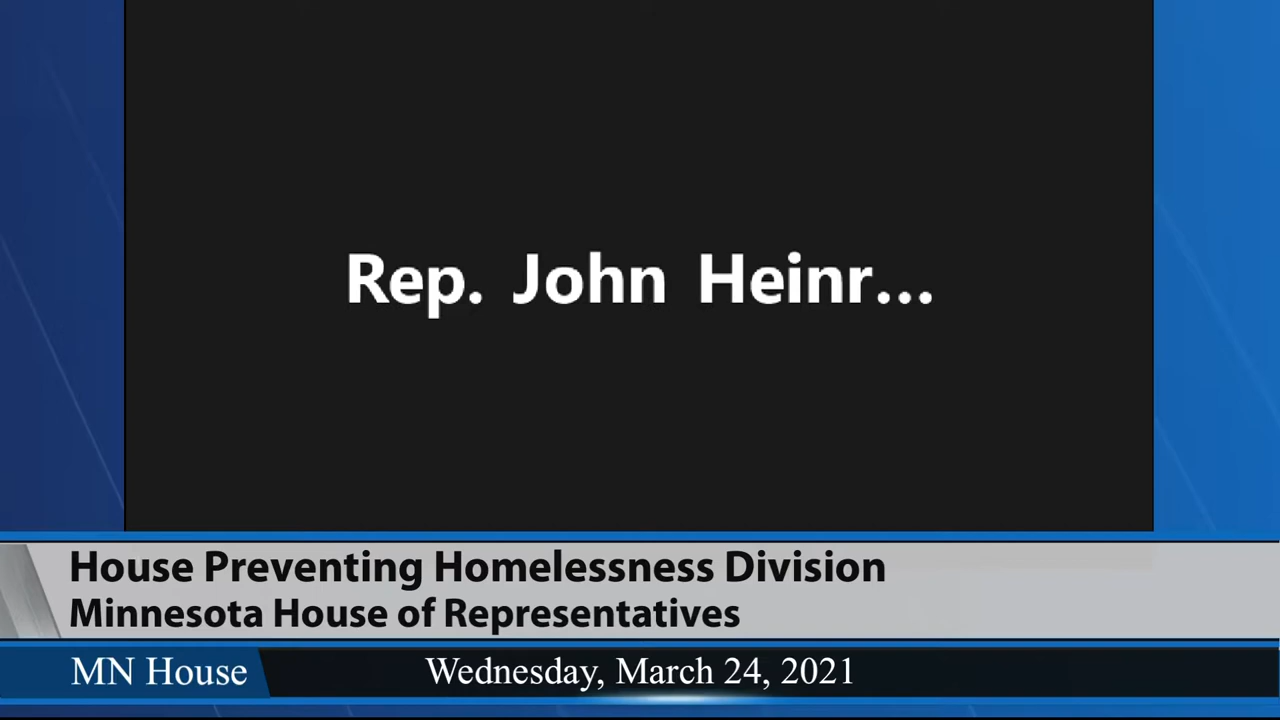 Rep. John Heinr...
House Preventing Homelessness Division
Minnesota House of Representatives
MN House
Wednesday, March 24, 2021